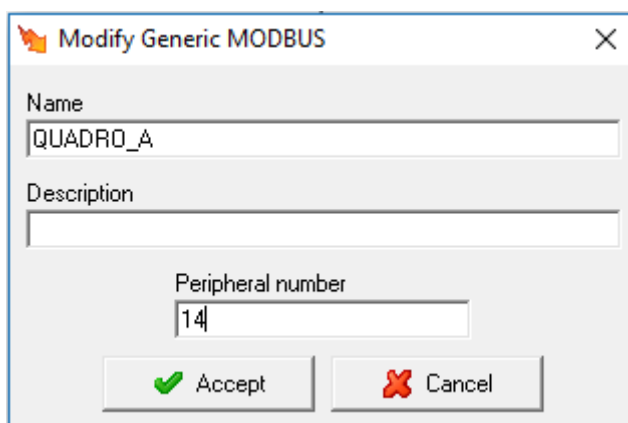 Modify Generic MODBUS
Name
QUADRO_A
Description
Peripheral number
14
Accept Cancel